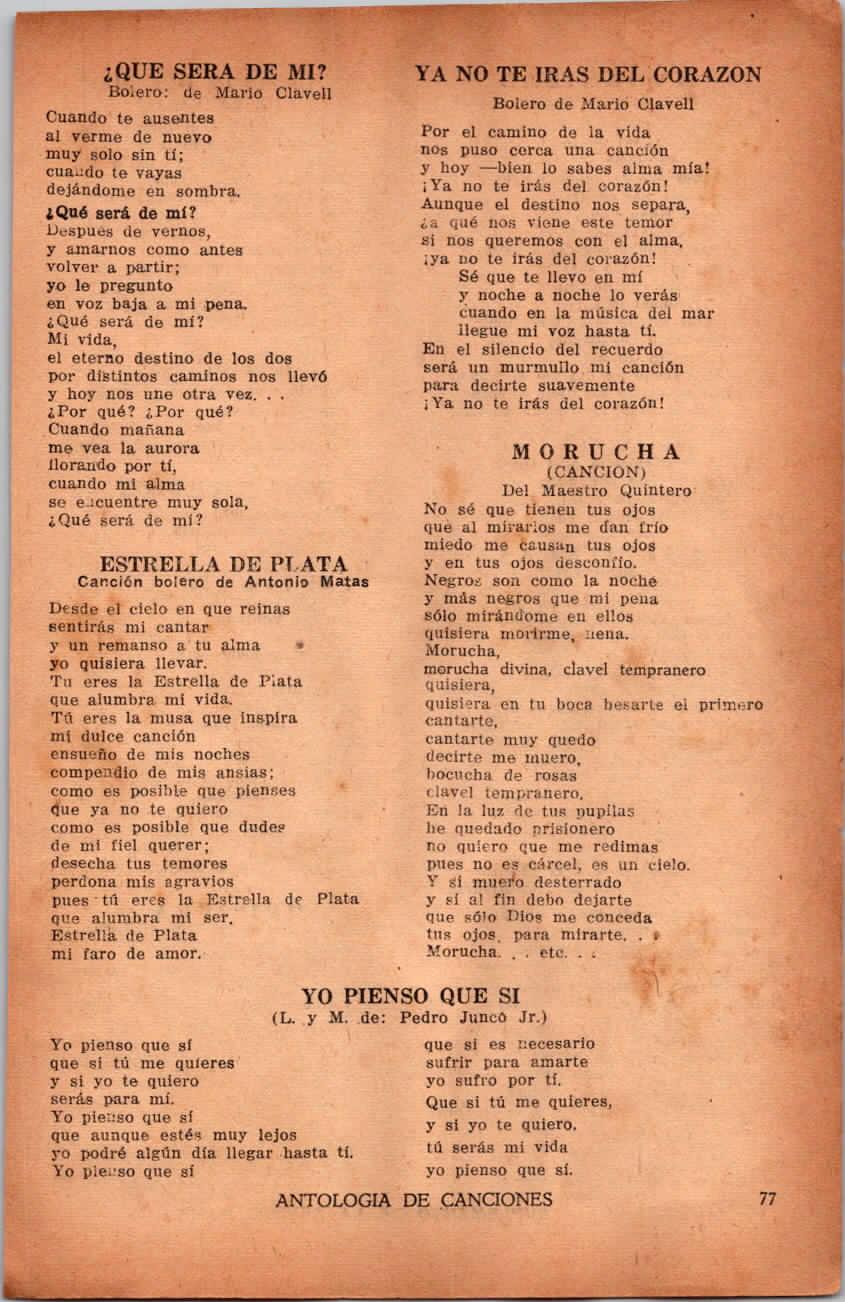 ¿QUE SERA DE MI?
Bolero: de Mario Clavell
Cuando te ausentes
al verme de nuevo
muy solo sin tí;
cuando te vayas
dejándome en sombra.
¿Qué será de mí?
Después de vernos,
y amarnos como antes
volver a partir;
yo le pregunto
en voz baja a mi pena.
¿Qué será de mí?
Mi vida,
el eterno destino de los dos
por distintos caminos nos llevó
y hoy nos une otra vez. . .
¿Por qué? ¿Por qué?
Cuando mañana
me vea la aurora
llorando por tí,
cuando mi alma
se encuentre muy sola,
¿Qué será de mí?
ESTRELLA DE PLATA
Canción bolero de Antonio Matas
Desde el cielo en que reinas
sentirás mi cantar
y un remanso a tu alma
yo quisiera llevar.
Tu eres la Estrella de Plata
que alumbra mi vida.
Tú eres la musa que inspira
mi dulce canción
ensueño de mis noches
compendio de mis ansias;
como es posible que pienses
que ya no te quiero
como es posible que dudes
de mi fiel querer;
desecha tus temores
perdona mis agravios
pues tú eres la Estrella de Plata
que alumbra mi ser.
Estrella de Plata
mi faro de amor.
YA NO TE IRAS DEL CORAZON
Bolero de Mario Clavell
Por el camino de la vida
nos puso cerca una canción
y hoy —bien lo sabes alma mía!
¡Ya no te irás del corazón!
Aunque el destino nos separa,
¿a qué nos viene este temor
si nos queremos con el alma,
¡ya no te irás del corazón!
Sé que te llevo en mí
y noche a noche lo verás
cuando en la música del mar
llegue mi voz hasta tí.
En el silencio del recuerdo
será un murmullo mi canción
para decirte suavemente
¡Ya no te irás del corazón!
MORUCHA
(CANCION)
Del Maestro Quintero
No sé que tienen tus ojos
que al mirarlos me dan frío
miedo me causan tus ojos
y en tus ojos desconfío.
Negros son como la noche
y más negros que mi pena
sólo mirándome en ellos
quisiera morirme, nena.
Morucha,
morucha divina, clavel tempranero
quisiera,
quisiera en tu boca besarte el primero
cantarte,
cantarte muy quedo
decirte me muero,
bocucha de rosas
clavel tempranero.
En la luz de tus pupilas
he quedado prisionero
no quiero que me redimas
pues no es cárcel, es un cielo.
Y si muero desterrado
y si al fin debo dejarte
que sólo Dios me conceda
tus ojos para mirarte. . .
Morucha. . . etc. . .
YO PIENSO QUE SI
(L. y M. de: Pedro Juncó Jr.)
Yo pienso que sí
que si tú me quieres
y si yo te quiero
serás para mí.
Yo pienso que sí
que aunque estés muy lejos
yo podré algún día llegar hasta tí.
Yo pienso que sí
que si es necesario
sufrir para amarte
yo sufro por tí.
Que si tú me quieres,
y si yo te quiero,
tú serás mi vida
yo pienso que sí.
ANTOLOGIA DE CANCIONES 77